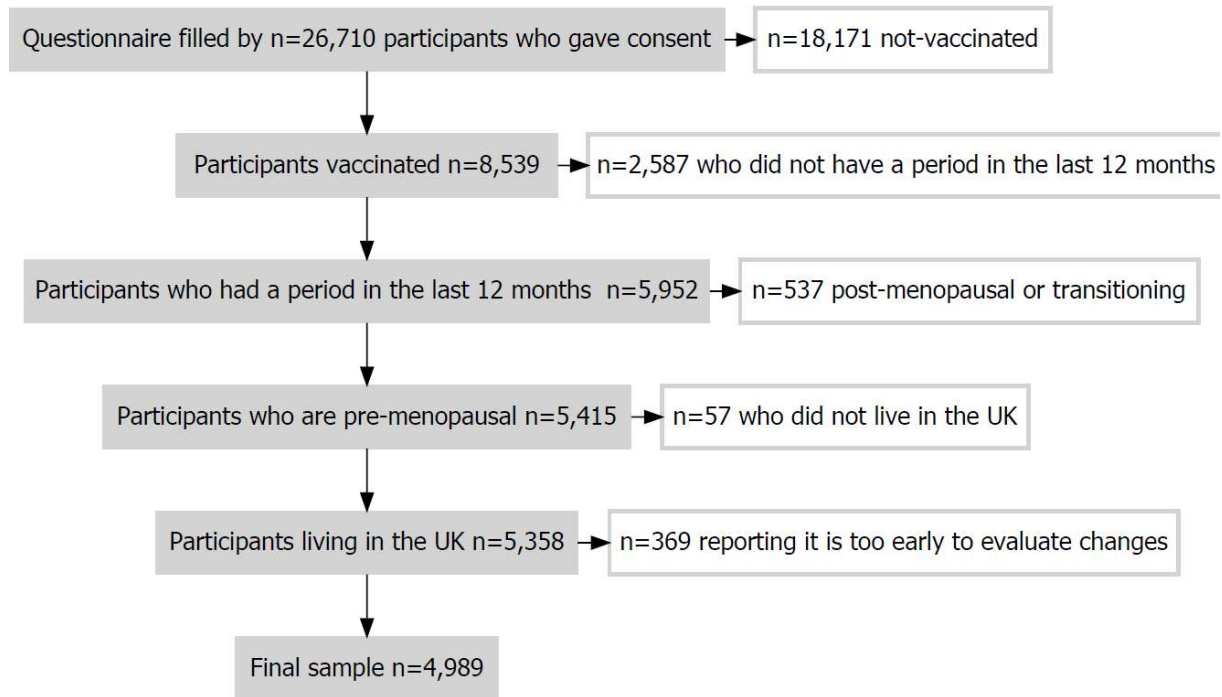 Questionnaire filled by n=26,710 participants who gave consent
n=18,171 not-vaccinated
Participants vaccinated n=8,539
n=2,587 who did not have a period in the last 12 months
Participants who had a period in the last 12 months  n=5,952
n=537 post-menopausal or transitioning
Participants who are pre-menopausal n=5,415
n=57 who did not live in the UK
Participants living in the UK n=5,358
n=369 reporting it is too early to evaluate changes
Final sample n=4,989